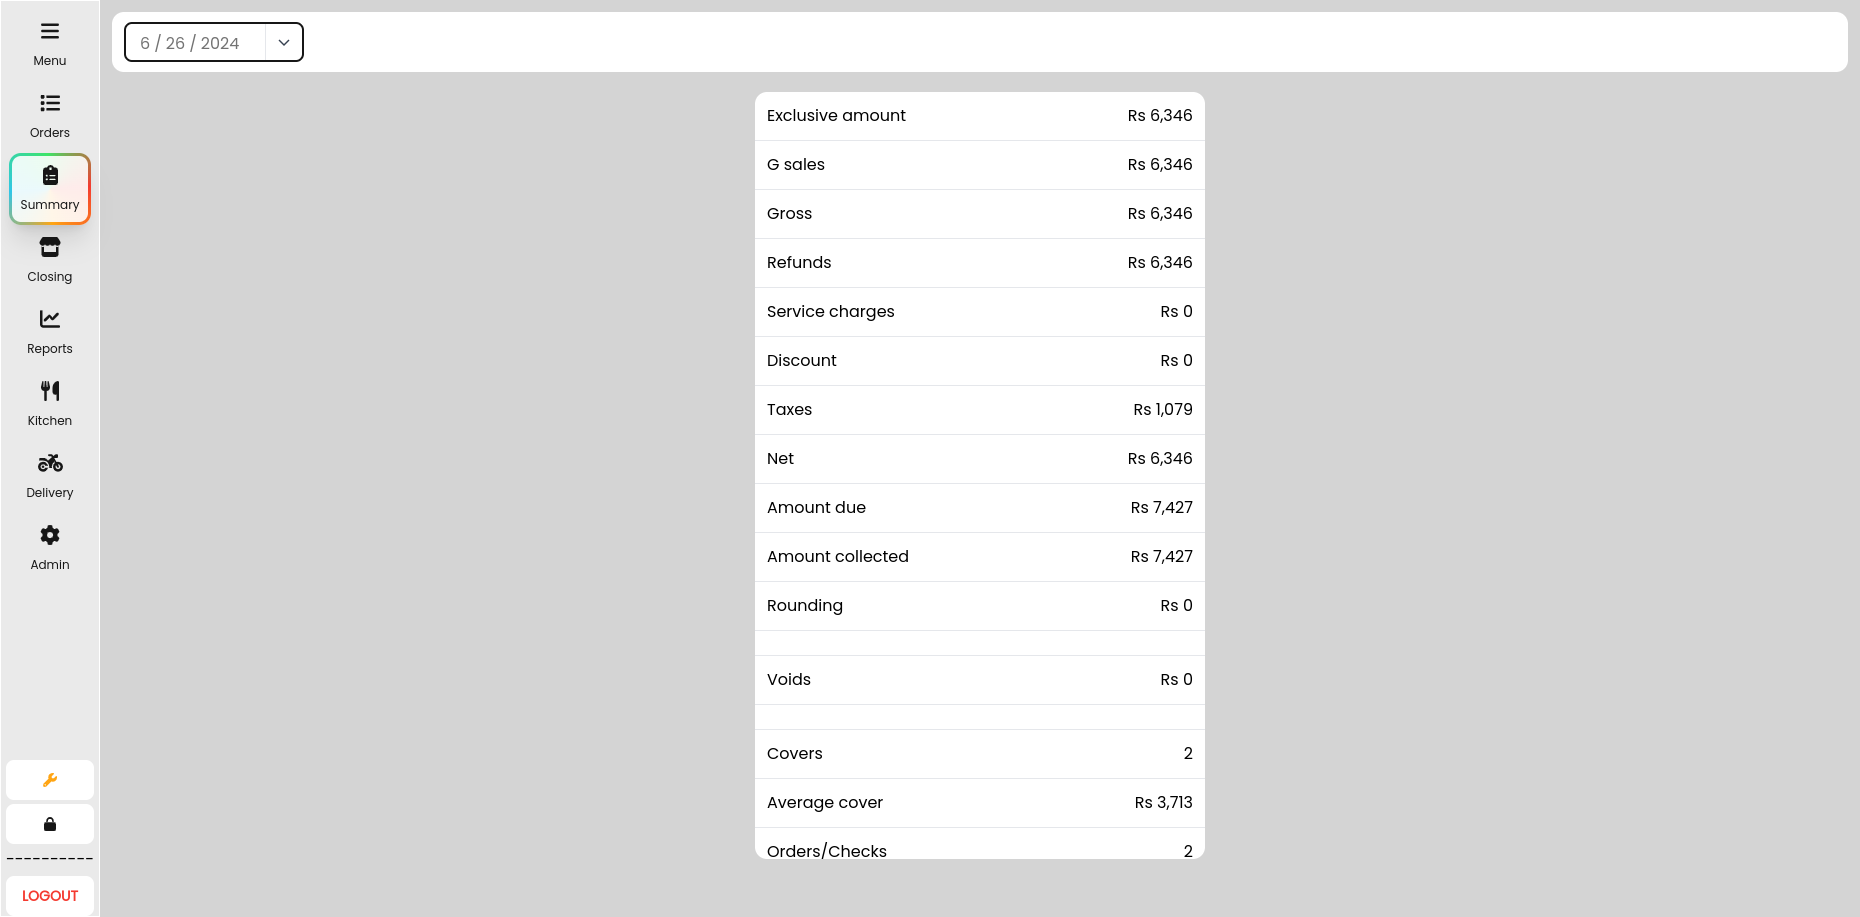 Menu
Orders
Summary
Closing
Reports
Kitchen
Delivery
Admin
----------
LOGOUT
6 / 26 / 2024
Exclusive amount Rs 6,346
G sales Rs 6,346
Gross Rs 6,346
Refunds Rs 6,346
Service charges Rs 0
Discount Rs 0
Taxes Rs 1,079
Net Rs 6,346
Amount due Rs 7,427
Amount collected Rs 7,427
Rounding Rs 0
Voids Rs 0
Covers 2
Average cover Rs 3,713
Orders/Checks 2